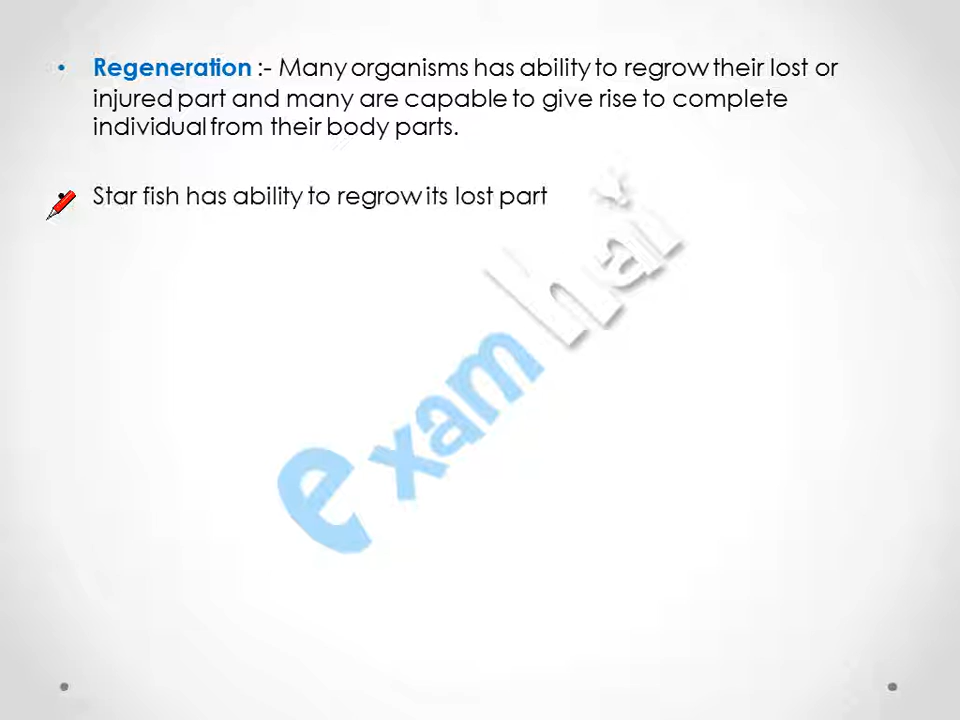 • Regeneration :- Many organisms has ability to regrow their lost or
injured part and many are capable to give rise to complete
individual from their body parts.
• Star fish has ability to regrow its lost part
exam hai